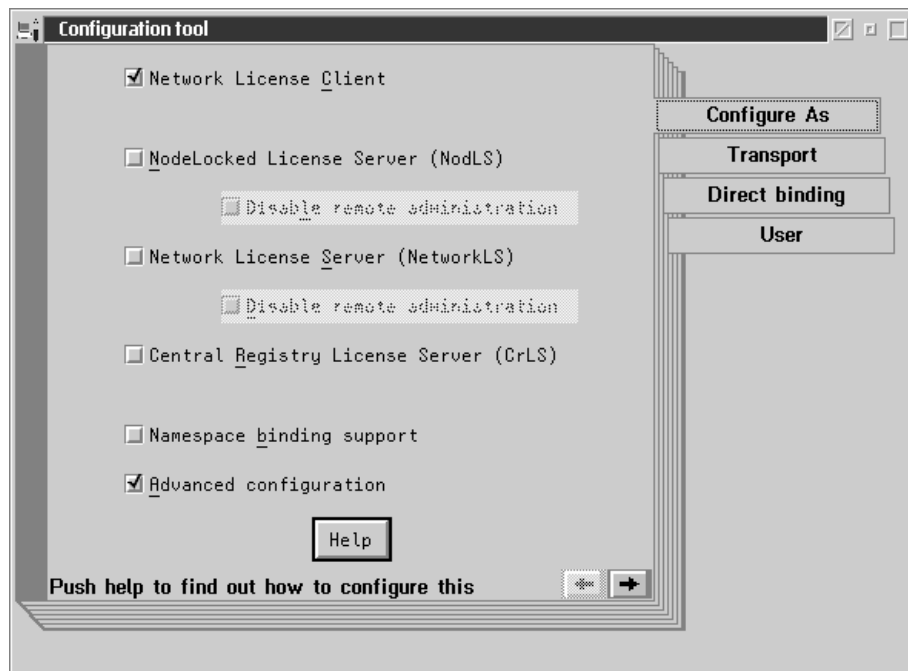 Configuration tool
Network License Client
NodeLocked License Server (NodLS)
Disable remote administration
Network License Server (NetworkLS)
Disable remote administration
Central Registry License Server (CrLS)
Namespace binding support
Advanced configuration
Help
Push help to find out how to configure this
Configure As
Transport
Direct binding
User